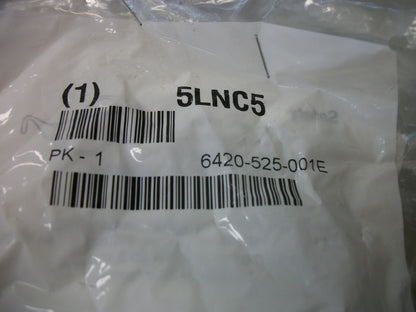 (1) 5LNC5
PK - 1 6420-525-001E